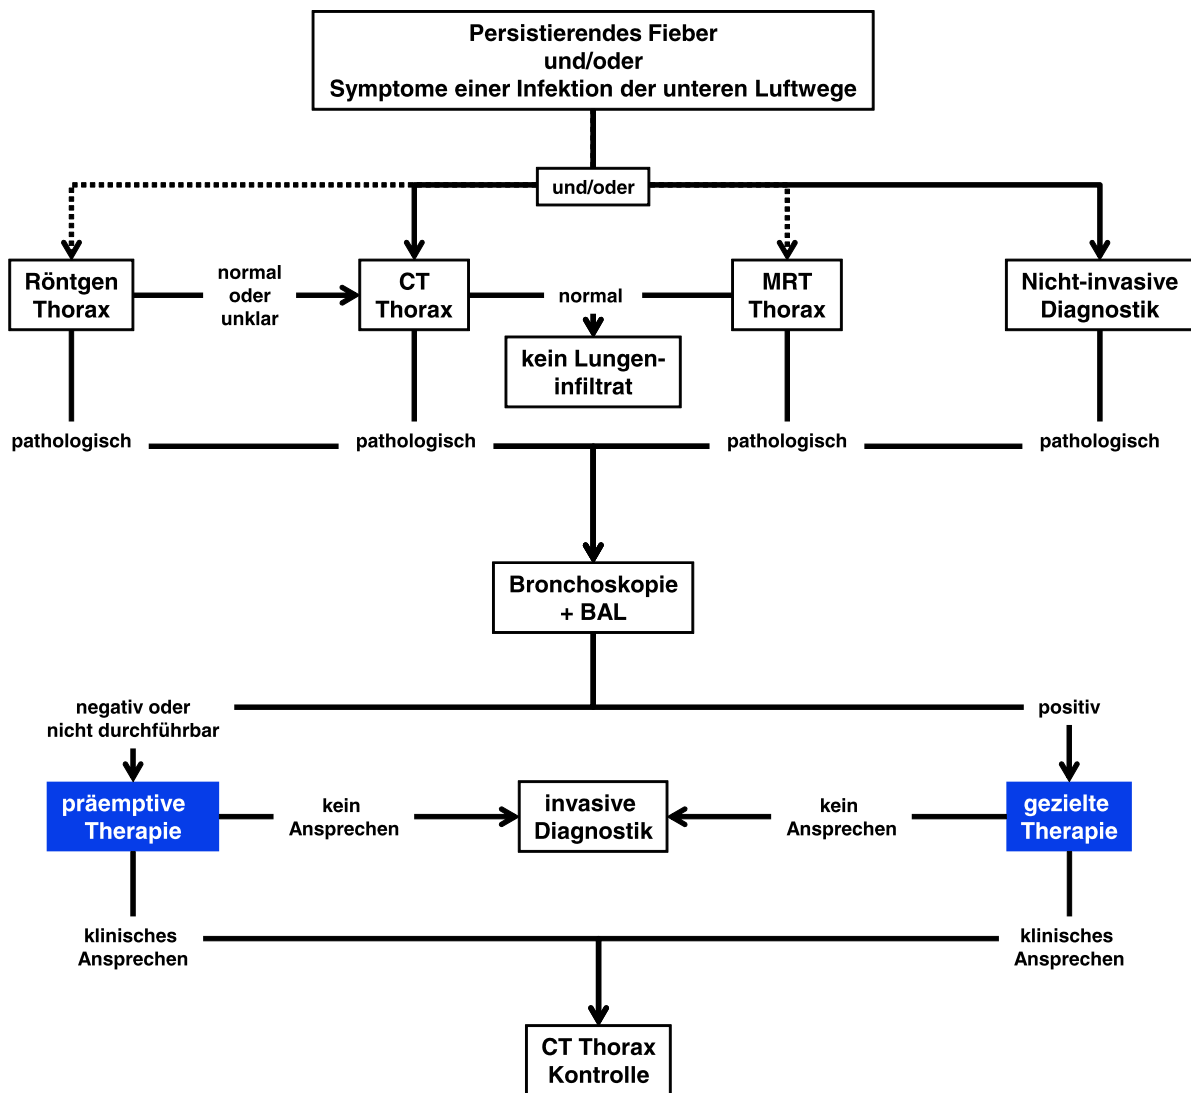 Persistierendes Fieber
und/oder
Symptome einer Infektion der unteren Luftwege
und/oder
Röntgen
Thorax
normal
oder
unklar
CT
Thorax
normal
MRT
Thorax
Nicht-invasive
Diagnostik
kein Lungen-
infiltrat
pathologisch
pathologisch
pathologisch
pathologisch
Bronchoskopie
+ BAL
negativ oder
nicht durchführbar
positiv
präemptive
Therapie
kein
Ansprechen
invasive
Diagnostik
kein
Ansprechen
gezielte
Therapie
klinisches
Ansprechen
klinisches
Ansprechen
CT Thorax
Kontrolle